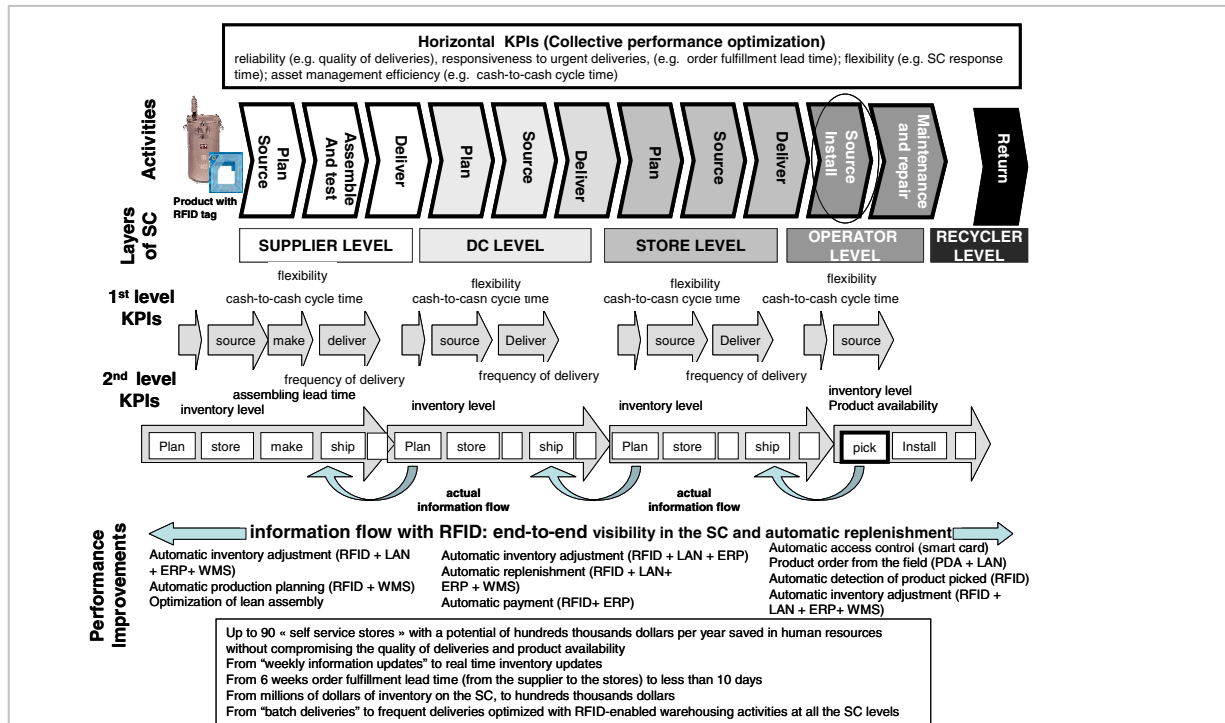 Horizontal KPIs (Collective performance optimization)
reliability (e.g. quality of deliveries), responsiveness to urgent deliveries, (e.g. order fulfillment lead time); flexibility (e.g. SC response
time); asset management efficiency (e.g. cash-to-cash cycle time)
Activities
Product with
RFID tag
Plan
Source
Assemble
And test
Deliver
Plan
Source
Deliver
Plan
Source
Deliver
Source
Install
Maintenance
and repair
Return
Layers
of SC
SUPPLIER LEVEL
DC LEVEL
STORE LEVEL
OPERATOR
LEVEL
RECYCLER
LEVEL
1st level
KPIs
flexibility
cash-to-cash cycle time
flexibility
cash-to-cash cycle time
flexibility
cash-to-cash cycle time
flexibility
cash-to-cash cycle time
source
make
deliver
source
Deliver
source
Deliver
source
2nd level
KPIs
frequency of delivery
assembling lead time
inventory level
frequency of delivery
inventory level
frequency of delivery
inventory level
inventory level
Product availability
Plan
store
make
ship
Plan
store
ship
Plan
store
ship
pick
Install
actual
information flow
actual
information flow
Performance
Improvements
information flow with RFID: end-to-end visibility in the SC and automatic replenishment
Automatic inventory adjustment (RFID + LAN
+ ERP+ WMS)
Automatic production planning (RFID + WMS)
Optimization of lean assembly
Automatic inventory adjustment (RFID + LAN + ERP)
Automatic replenishment (RFID + LAN+
ERP + WMS)
Automatic payment (RFID+ ERP)
Automatic access control (smart card)
Product order from the field (PDA + LAN)
Automatic detection of product picked (RFID)
Automatic inventory adjustment (RFID +
LAN + ERP+ WMS)
Up to 90 « self service stores » with a potential of hundreds thousands dollars per year saved in human resources
without compromising the quality of deliveries and product availability
From “weekly information updates” to real time inventory updates
From 6 weeks order fulfillment lead time (from the supplier to the stores) to less than 10 days
From millions of dollars of inventory on the SC, to hundreds thousands dollars
From “batch deliveries” to frequent deliveries optimized with RFID-enabled warehousing activities at all the SC levels